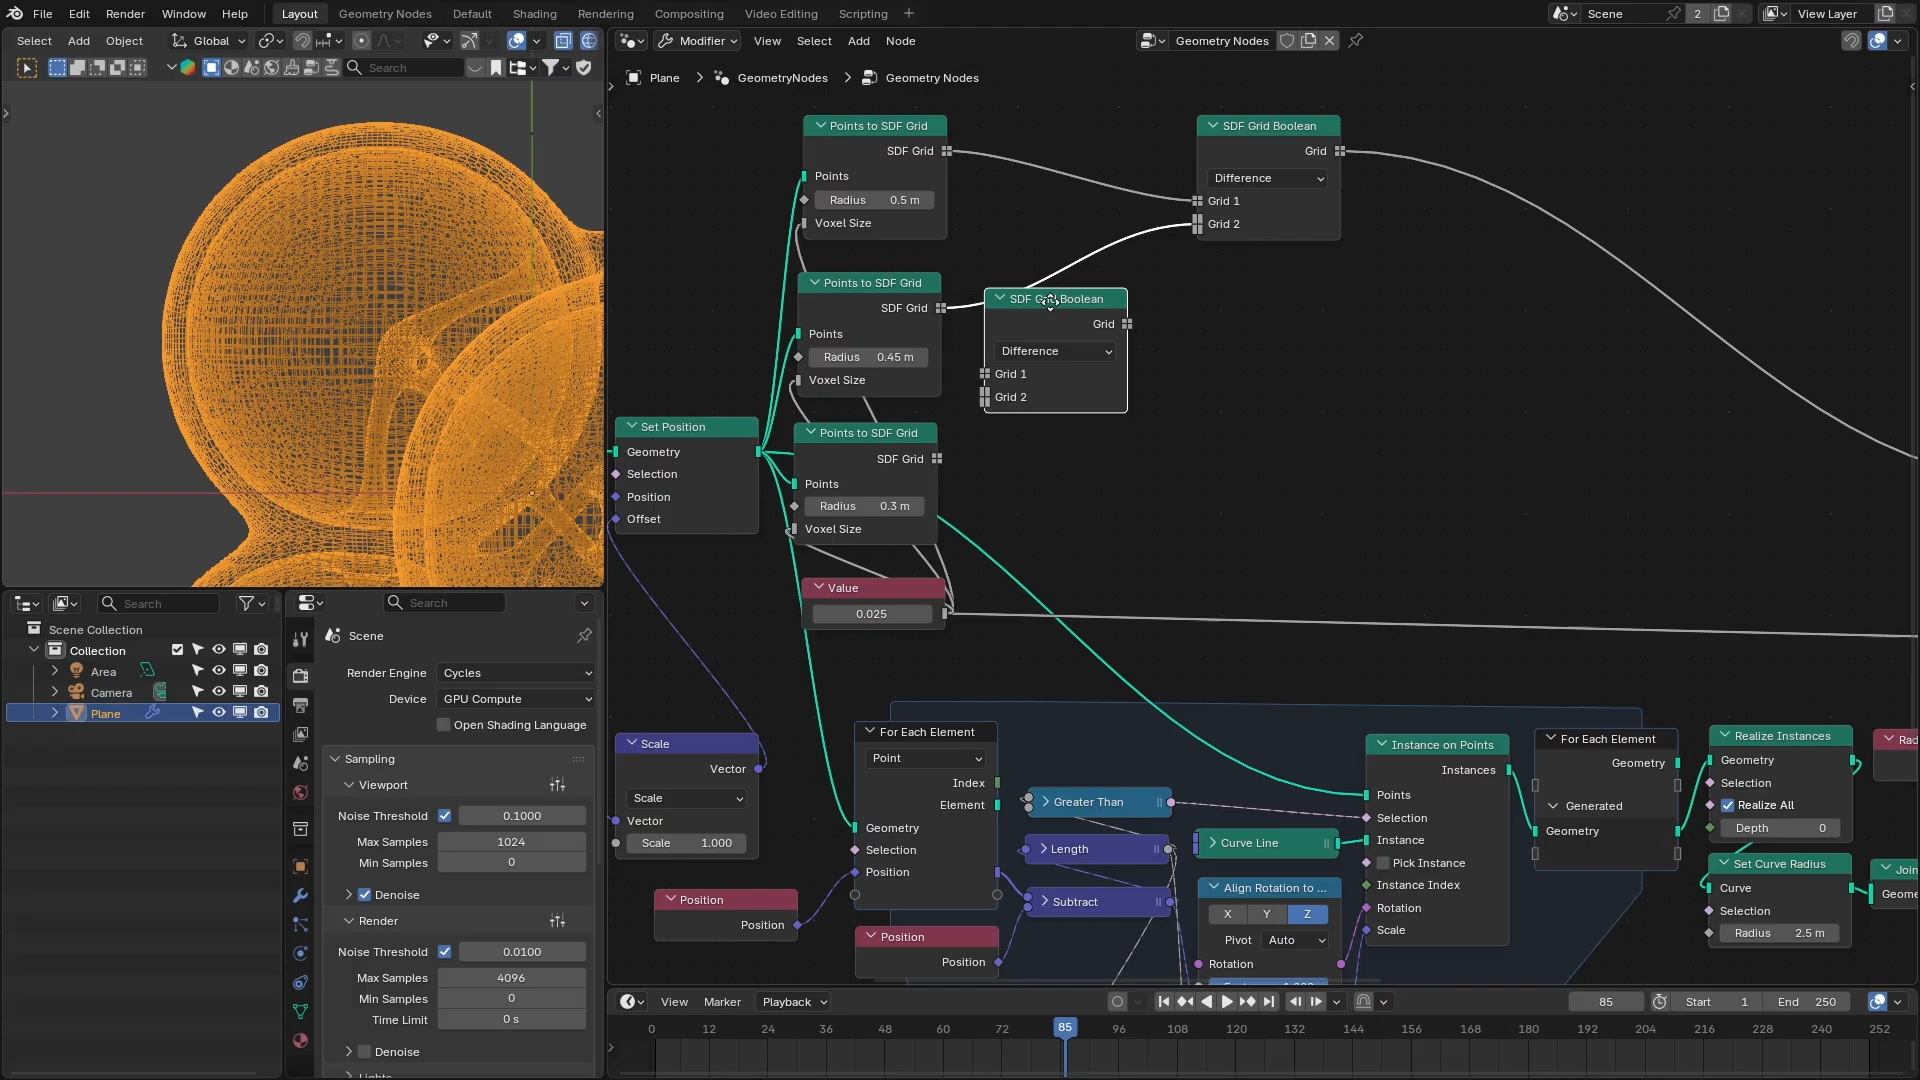 File Edit Render Window Help Layout Geometry Nodes Default Shading Rendering Compositing Video Editing Scripting + Scene 2 View Layer
Select Add Object Global Modifier View Select Add Node Geometry Nodes
Search
Plane > GeometryNodes > Geometry Nodes
Points to SDF Grid
SDF Grid
Points
Radius 0.5 m
Voxel Size
SDF Grid Boolean
Grid
Difference
Grid 1
Grid 2
Points to SDF Grid
SDF Grid
Points
Radius 0.45 m
Voxel Size
Grid
Difference
Grid 1
Grid 2
Points to SDF Grid
SDF Grid
Points
Radius 0.3 m
Voxel Size
Set Position
Geometry
Selection
Position
Offset
Value
0.025
Scale
Vector
Scale
Vector
Scale 1.000
Position
Position
For Each Element
Point
Index
Element
Geometry
Selection
Position
Position
Position
Greater Than
Length
Subtract
Curve Line
Align Rotation to ...
X Y Z
Pivot Auto
Rotation
Instance on Points
Instances
Points
Selection
Instance
Pick Instance
Instance Index
Rotation
Scale
For Each Element
Geometry
Generated
Geometry
Realize Instances
Geometry
Selection
Realize All
Depth 0
Set Curve Radius
Curve
Selection
Radius 2.5 m
Rad
Join
Geome
Search
Scene Collection
Collection
Area
Camera
Plane
Search
Scene
Render Engine Cycles
Device GPU Compute
Open Shading Language
Sampling
Viewport
Noise Threshold 0.1000
Max Samples 1024
Min Samples 0
Denoise
Render
Noise Threshold 0.0100
Max Samples 4096
Min Samples 0
Time Limit 0 s
Denoise
View Marker Playback 85 Start 1 End 250
0 12 24 36 48 60 72 85 96 108 120 132 144 156 168 180 192 204 216 228 240 252